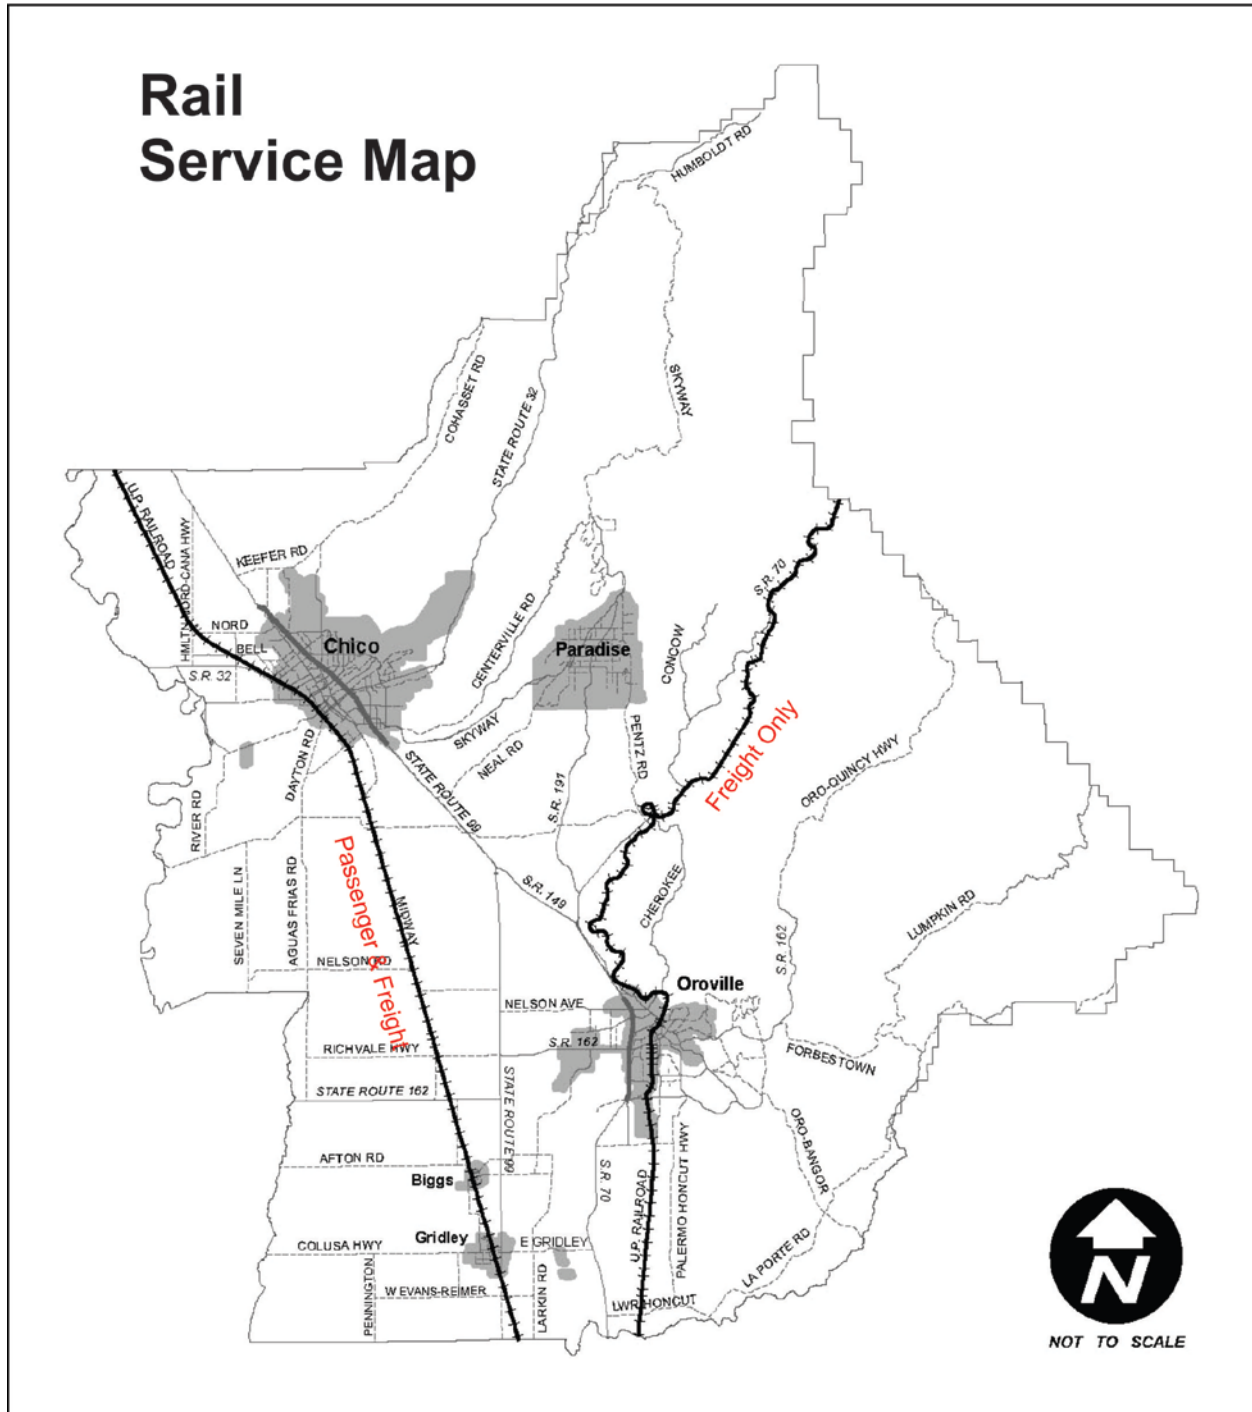 Rail
Service Map
HUMBOLDT RD
SKYWAY
COHASSET RD
STATE ROUTE 32
U.P. RAILROAD
HMLTN-NORD-CANA HWY
KEEFER RD
S.R. 70
NORD
BELL
Chico
S.R. 32
CENTERVILLE RD
Paradise
CONCOW
SKYWAY
NEAL RD
PENTZ RD
Freight Only
ORO-QUINCY HWY
DAYTON RD
STATE ROUTE 99
S.R. 191
RIVER RD
Passenger & Freight
MIDWAY
SEVEN MILE LN
AGUAS FRIAS RD
S.R. 149
CHEROKEE
LUMPKIN RD
S.R. 162
NELSON RD
Oroville
NELSON AVE
S.R. 162
RICHVALE HWY
FORBESTOWN
STATE ROUTE 162
STATE ROUTE 99
ORO-BANGOR
AFTON RD
Biggs
S.R. 70
U.P. RAILROAD
PALERMO HONCUT HWY
Gridley
COLUSA HWY
E GRIDLEY
LA PORTE RD
PENNINGTON
W EVANS-REIMER
LARKIN RD
LWR HONCUT
N
NOT TO SCALE